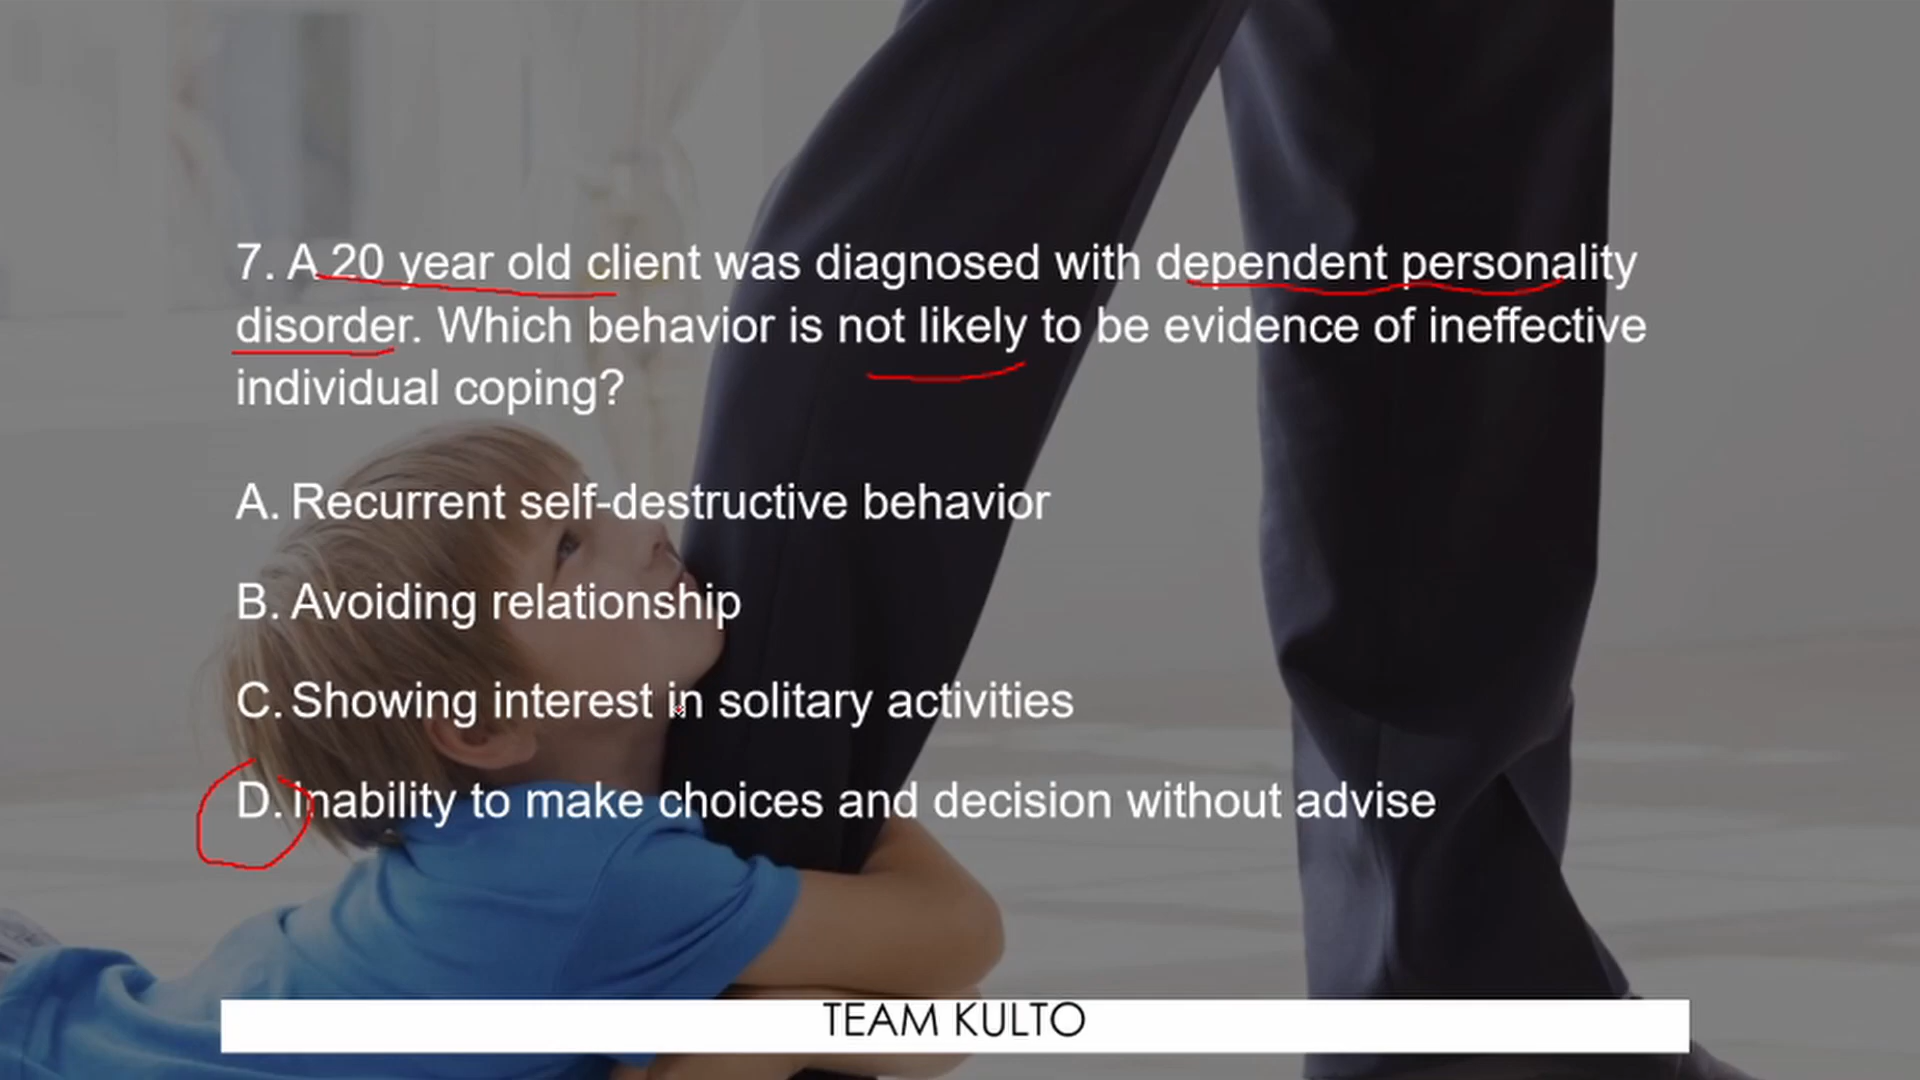 7. A 20 year old client was diagnosed with dependent personality
disorder. Which behavior is not likely to be evidence of ineffective
individual coping?
A. Recurrent self-destructive behavior
B. Avoiding relationship
C. Showing interest in solitary activities
D. inability to make choices and decision without advise
TEAM KULTO